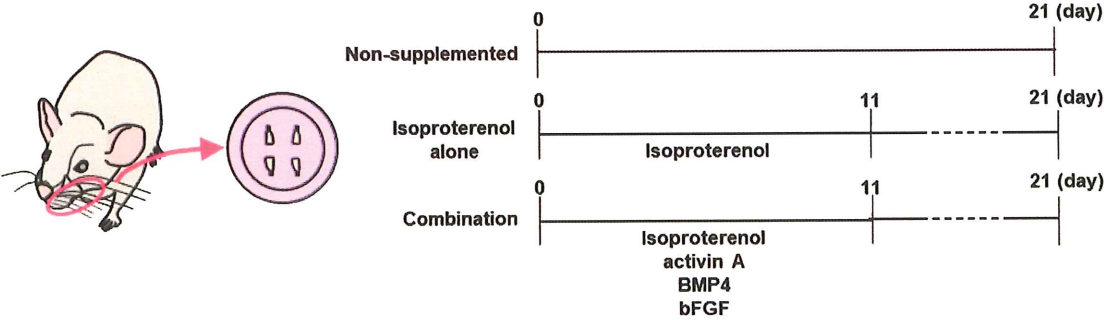 0 21 (day)
Non-supplemented
0 11 21 (day)
Isoproterenol
alone
Isoproterenol
0 11 21 (day)
Combination
Isoproterenol
activin A
BMP4
bFGF